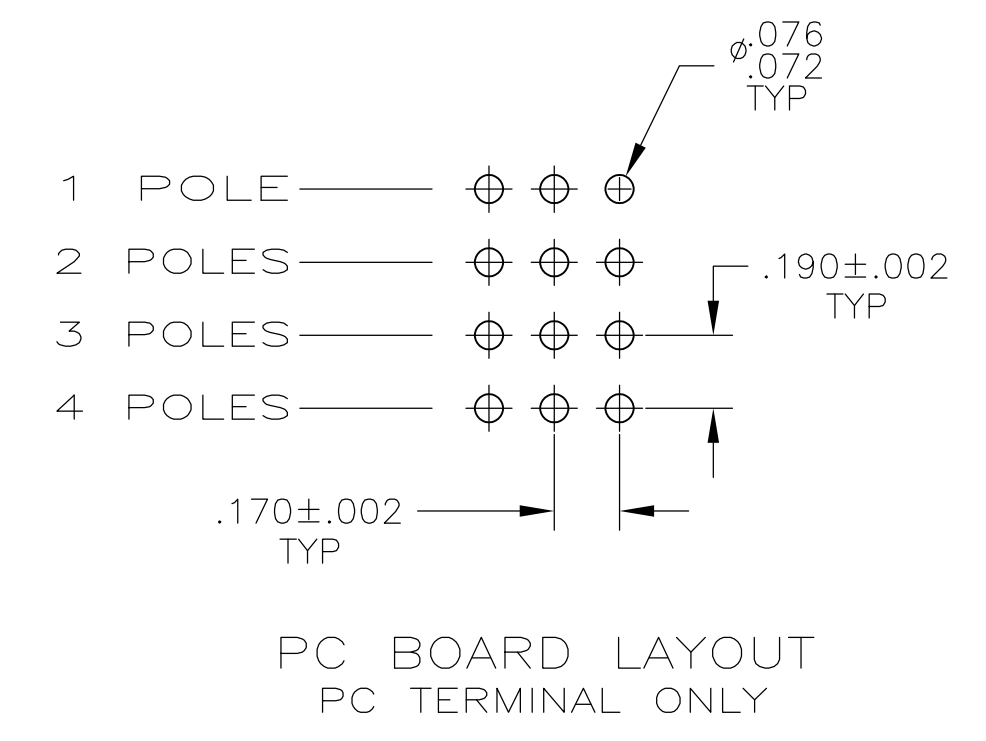 ⌀.076
.072
TYP
1 POLE
2 POLES
.190±.002
TYP
3 POLES
4 POLES
.170±.002
TYP
PC BOARD LAYOUT
PC TERMINAL ONLY